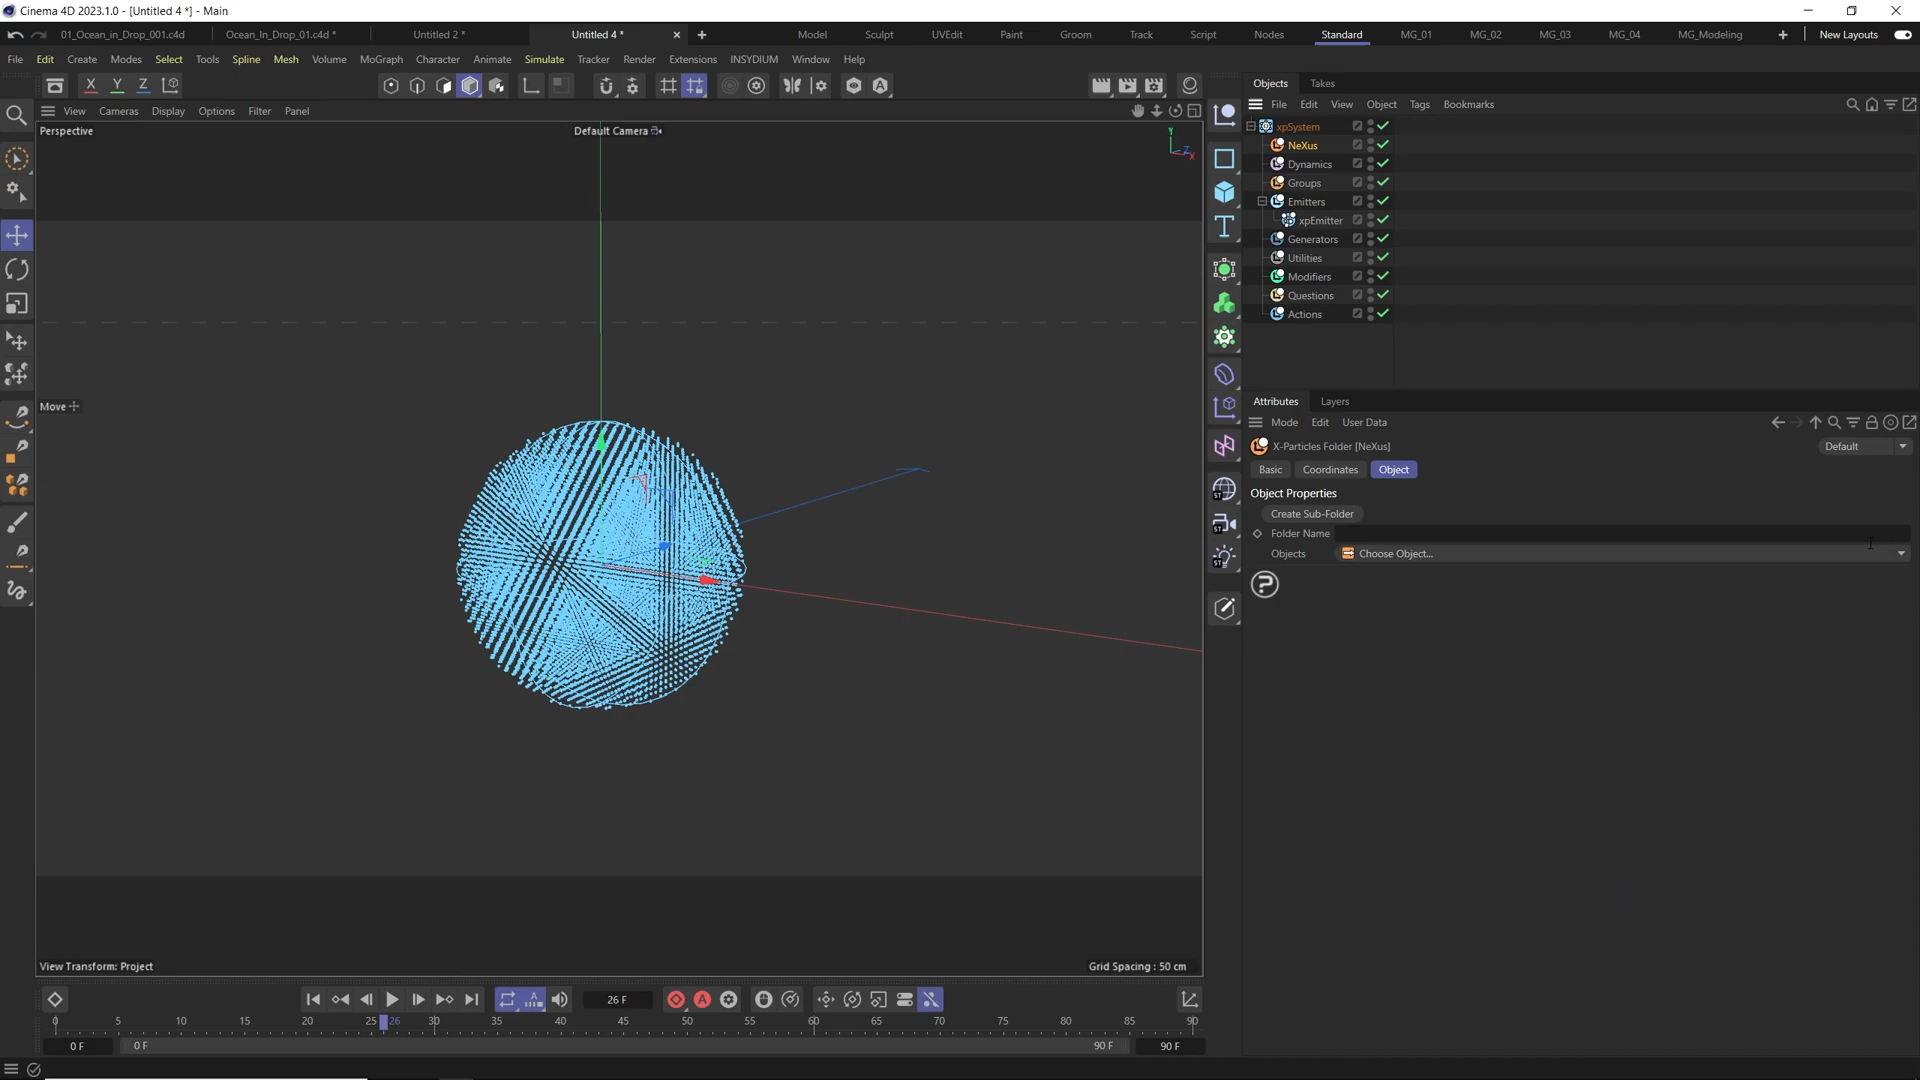 Cinema 4D 2023.1.0 - [Untitled 4 *] - Main
01_Ocean_in_Drop_001.c4d Ocean_In_Drop_01.c4d * Untitled 2 * Untitled 4 * Model Sculpt UVEdit Paint Groom Track Script Nodes Standard MG_01 MG_02 MG_03 MG_04 MG_Modeling New Layouts
File Edit Create Modes Select Tools Spline Mesh Volume MoGraph Character Animate Simulate Tracker Render Extensions INSYDIUM Window Help
X Y Z
Objects Takes
View Cameras Display Options Filter Panel
File Edit View Object Tags Bookmarks
Perspective
Default Camera
Y
Z
X
xpSystem
NeXus
Dynamics
Groups
Emitters
xpEmitter
Generators
Utilities
Modifiers
Questions
Actions
Move
Attributes Layers
Mode Edit User Data
X-Particles Folder [NeXus]
Default
Basic Coordinates Object
Object Properties
Create Sub-Folder
Folder Name
Objects Choose Object...
ST
ST
ST
View Transform: Project
Grid Spacing : 50 cm
26 F
0 5 10 15 20 25 26 30 35 40 45 50 55 60 65 70 75 80 85 90
0 F 0 F 90 F 90 F